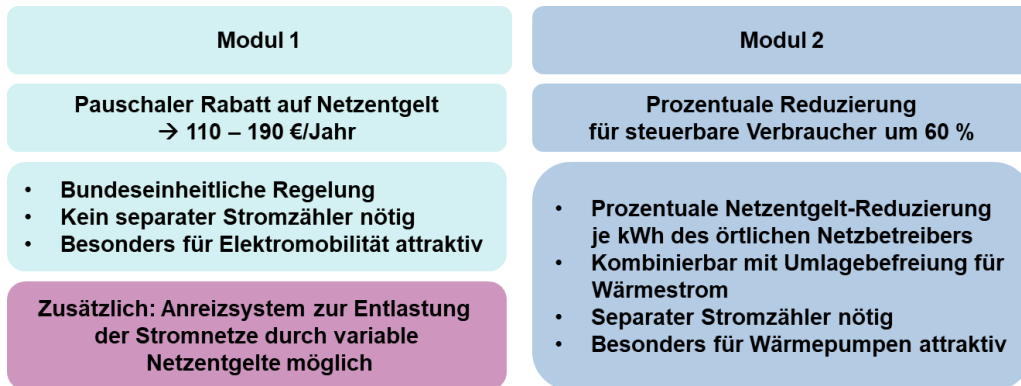 Modul 1
Pauschaler Rabatt auf Netzentgelt
→ 110 – 190 €/Jahr
• Bundeseinheitliche Regelung
• Kein separater Stromzähler nötig
• Besonders für Elektromobilität attraktiv
Zusätzlich: Anreizsystem zur Entlastung
der Stromnetze durch variable
Netzentgelte möglich
Modul 2
Prozentuale Reduzierung
für steuerbare Verbraucher um 60 %
• Prozentuale Netzentgelt-Reduzierung
je kWh des örtlichen Netzbetreibers
• Kombinierbar mit Umlagebefreiung für
Wärmestrom
• Separater Stromzähler nötig
• Besonders für Wärmepumpen attraktiv